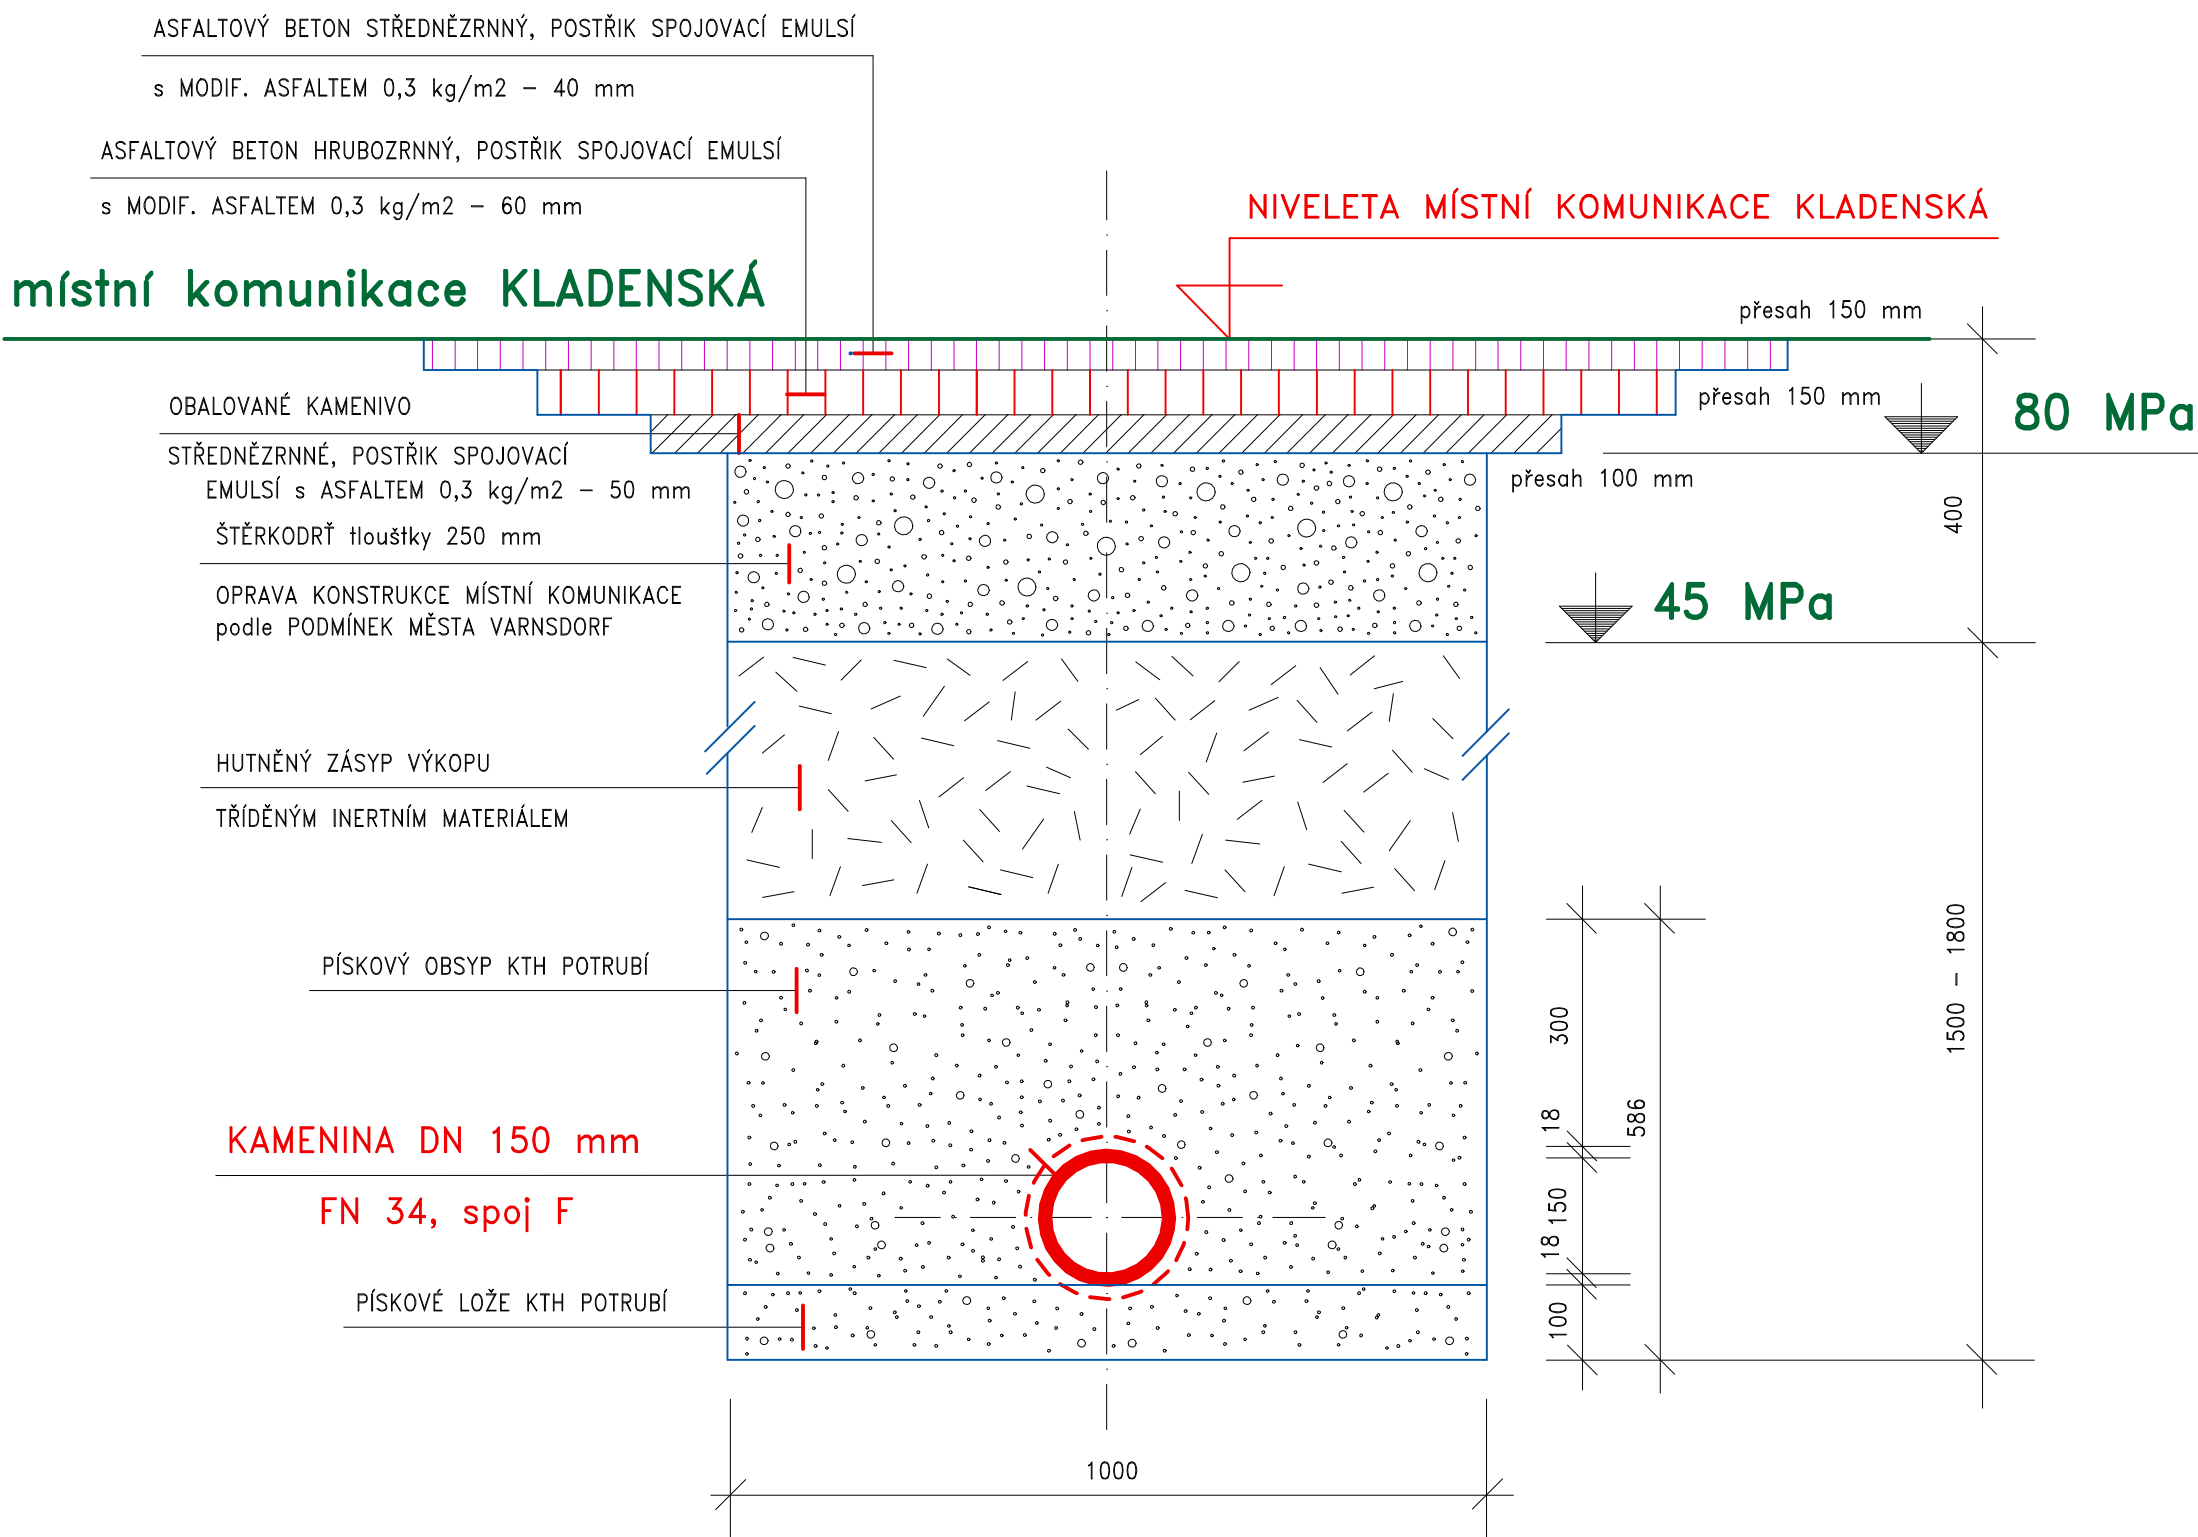 ASFALTOVÝ BETON STŘEDNĚZRNNÝ, POSTŘIK SPOJOVACÍ EMULSÍ
s MODIF. ASFALTEM 0,3 kg/m2 – 40 mm
ASFALTOVÝ BETON HRUBOZRNNÝ, POSTŘIK SPOJOVACÍ EMULSÍ
s MODIF. ASFALTEM 0,3 kg/m2 – 60 mm
NIVELETA MÍSTNÍ KOMUNIKACE KLADENSKÁ
místní komunikace KLADENSKÁ
přesah 150 mm
přesah 150 mm
80 MPa
OBALOVANÉ KAMENIVO
STŘEDNĚZRNNÉ, POSTŘIK SPOJOVACÍ
EMULSÍ s ASFALTEM 0,3 kg/m2 – 50 mm
přesah 100 mm
400
ŠTĚRKODRŤ tloušťky 250 mm
OPRAVA KONSTRUKCE MÍSTNÍ KOMUNIKACE
podle PODMÍNEK MĚSTA VARNSDORF
45 MPa
HUTNĚNÝ ZÁSYP VÝKOPU
TŘÍDĚNÝM INERTNÍM MATERIÁLEM
PÍSKOVÝ OBSYP KTH POTRUBÍ
300
1500 – 1800
18
586
KAMENINA DN 150 mm
FN 34, spoj F
150
18
PÍSKOVÉ LOŽE KTH POTRUBÍ
100
1000